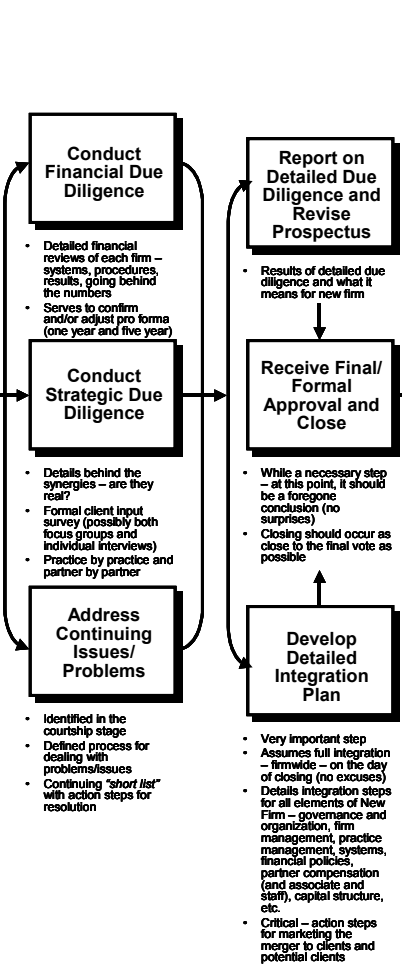 Conduct
Financial Due
Diligence
• Detailed financial
reviews of each firm –
systems, procedures,
results, going behind
the numbers
• Serves to confirm
and/or adjust pro forma
(one year and five year)
Conduct
Strategic Due
Diligence
• Details behind the
synergies – are they
real?
• Formal client input
survey (possibly both
focus groups and
individual interviews)
• Practice by practice and
partner by partner
Address
Continuing
Issues/
Problems
• Identified in the
courtship stage
• Defined process for
dealing with
problems/issues
• Continuing "short list"
with action steps for
resolution
Report on
Detailed Due
Diligence and
Revise
Prospectus
• Results of detailed due
diligence and what it
means for new firm
Receive Final/
Formal
Approval and
Close
• While a necessary step
– at this point, it should
be a foregone
conclusion (no
surprises)
• Closing should occur as
close to the final vote as
possible
Develop
Detailed
Integration
Plan
• Very important step
• Assumes full integration
– firmwide – on the day
of closing (no excuses)
• Details integration steps
for all elements of New
Firm – governance and
organization, firm
management, practice
management, systems,
financial policies,
partner compensation
(and associate and
staff), capital structure,
etc.
• Critical – action steps
for marketing the
merger to clients and
potential clients